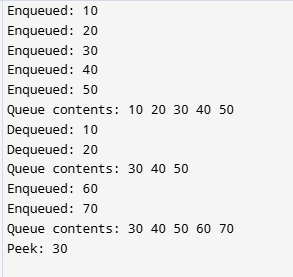 Enqueued: 10
Enqueued: 20
Enqueued: 30
Enqueued: 40
Enqueued: 50
Queue contents: 10 20 30 40 50
Dequeued: 10
Dequeued: 20
Queue contents: 30 40 50
Enqueued: 60
Enqueued: 70
Queue contents: 30 40 50 60 70
Peek: 30